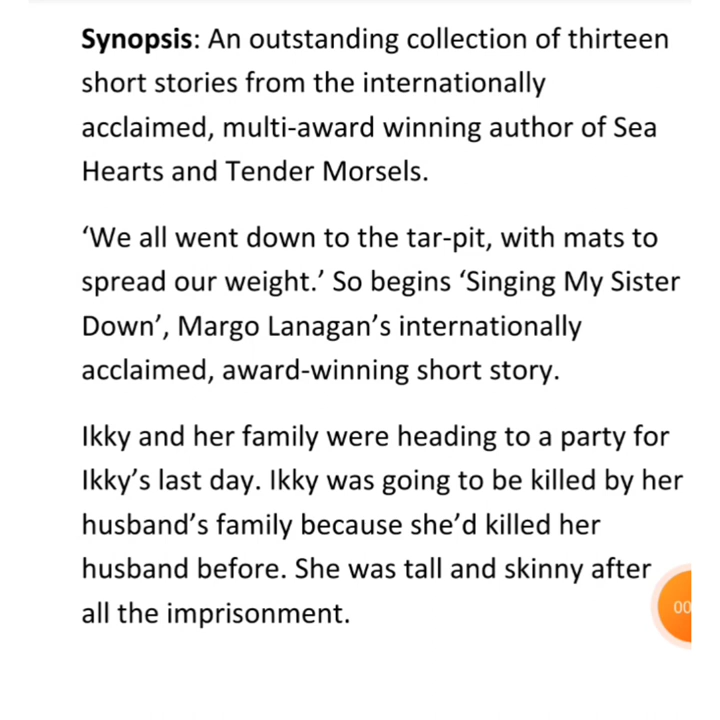 Synopsis: An outstanding collection of thirteen
short stories from the internationally
acclaimed, multi-award winning author of Sea
Hearts and Tender Morsels.
‘We all went down to the tar-pit, with mats to
spread our weight.’ So begins ‘Singing My Sister
Down’, Margo Lanagan’s internationally
acclaimed, award-winning short story.
Ikky and her family were heading to a party for
Ikky’s last day. Ikky was going to be killed by her
husband’s family because she’d killed her
husband before. She was tall and skinny after
all the imprisonment.
00